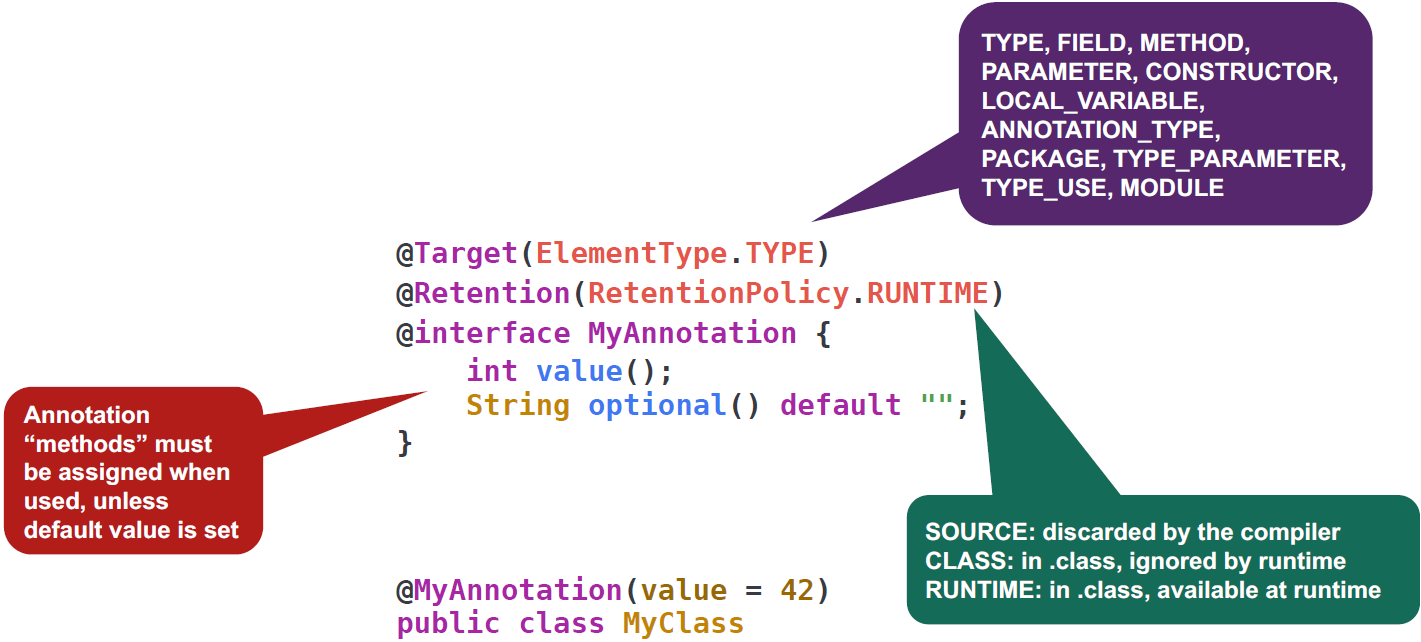 TYPE, FIELD, METHOD,
PARAMETER, CONSTRUCTOR,
LOCAL_VARIABLE,
ANNOTATION_TYPE,
PACKAGE, TYPE_PARAMETER,
TYPE_USE, MODULE
@Target(ElementType.TYPE)
@Retention(RetentionPolicy.RUNTIME)
@interface MyAnnotation {
    int value();
    String optional() default "";
}
Annotation
“methods” must
be assigned when
used, unless
default value is set
SOURCE: discarded by the compiler
CLASS: in .class, ignored by runtime
RUNTIME: in .class, available at runtime
@MyAnnotation(value = 42)
public class MyClass